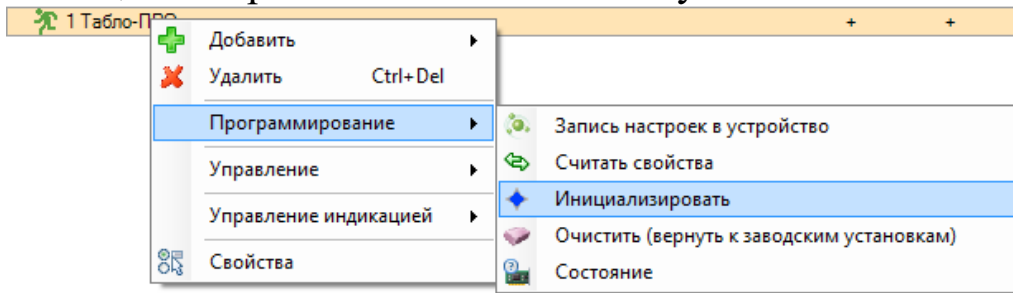 1 Табло-ПРО + +
Добавить
Удалить Ctrl+Del
Программирование
Управление
Управление индикацией
Свойства
Запись настроек в устройство
Считать свойства
Инициализировать
Очистить (вернуть к заводским установкам)
Состояние